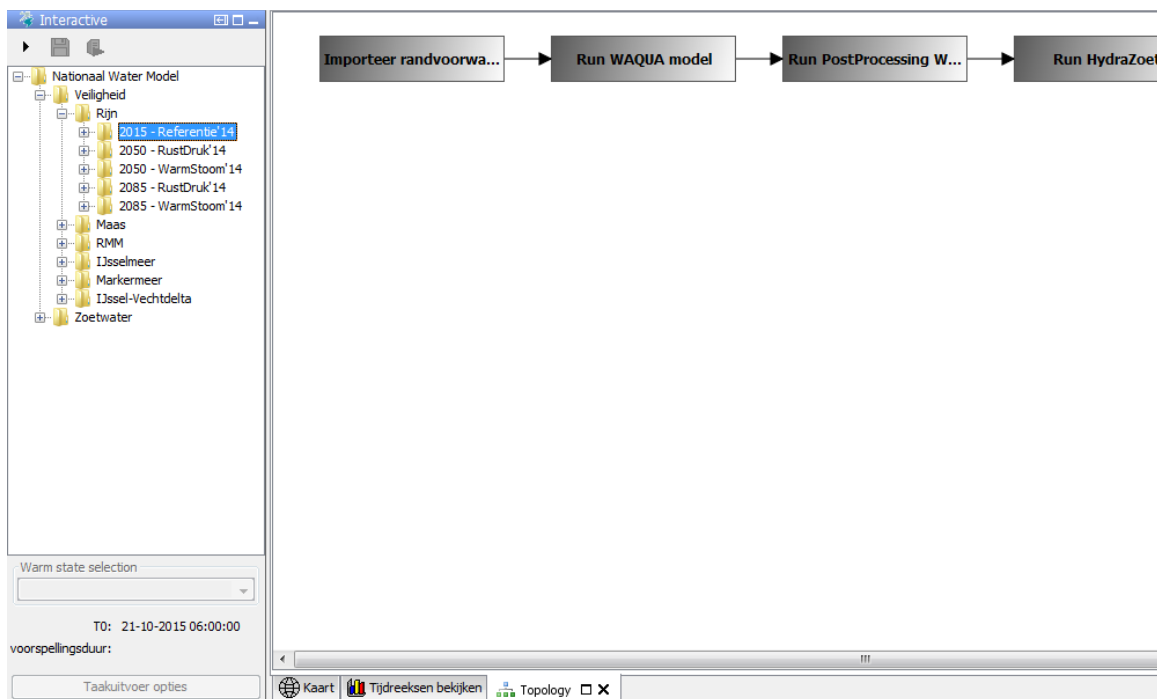 Interactive
Nationaal Water Model
Veiligheid
Rijn
2015 - Referentie'14
2050 - RustDruk'14
2050 - WarmStoom'14
2085 - RustDruk'14
2085 - WarmStoom'14
Maas
RMM
IJsselmeer
Markermeer
IJssel-Vechtdelta
Zoetwater
Warm state selection
T0: 21-10-2015 06:00:00
voorspellingsduur:
Taakuitvoer opties
Importeer randvoorwa...
Run WAQUA model
Run PostProcessing W...
Run HydraZoet
Kaart
Tijdreeksen bekijken
Topology